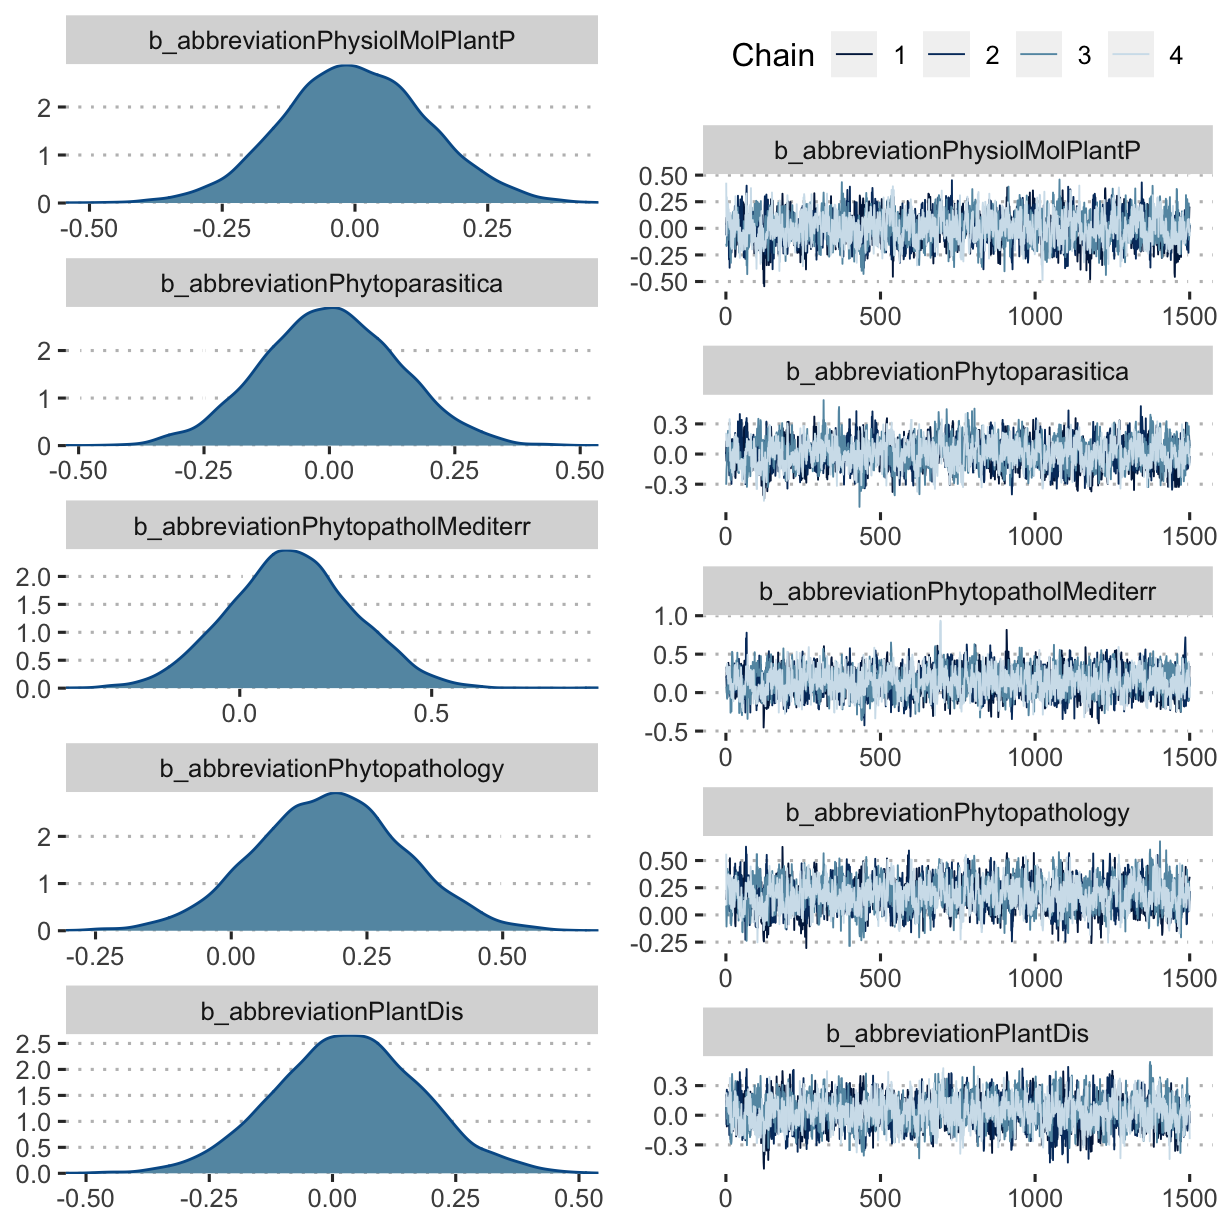 b_abbreviationPhysiolMolPlantP
2
1
0
-0.50 -0.25 0.00 0.25
b_abbreviationPhytoparasitica
2
1
0
-0.50 -0.25 0.00 0.25 0.50
b_abbreviationPhytopatholMediterr
2.0
1.5
1.0
0.5
0.0
0.0 0.5
b_abbreviationPhytopathology
2
1
0
-0.25 0.00 0.25 0.50
b_abbreviationPlantDis
2.5
2.0
1.5
1.0
0.5
0.0
-0.50 -0.25 0.00 0.25 0.50
Chain 1 2 3 4
b_abbreviationPhysiolMolPlantP
0.50
0.25
0.00
-0.25
-0.50
0 500 1000 1500
b_abbreviationPhytoparasitica
0.3
0.0
-0.3
0 500 1000 1500
b_abbreviationPhytopatholMediterr
1.0
0.5
0.0
-0.5
0 500 1000 1500
b_abbreviationPhytopathology
0.50
0.25
0.00
-0.25
0 500 1000 1500
b_abbreviationPlantDis
0.3
0.0
-0.3
0 500 1000 1500